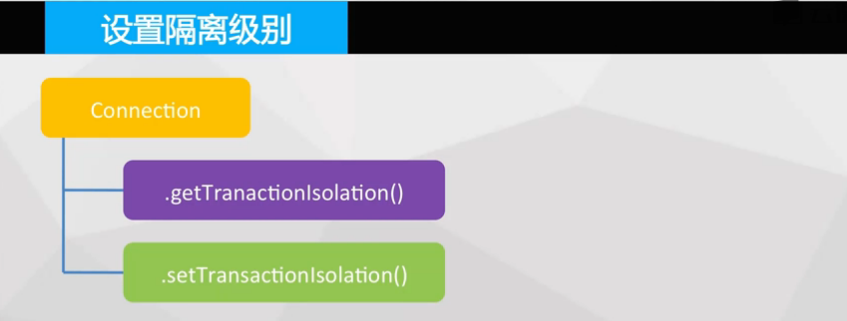 设置隔离级别
Connection
.getTranactionIsolation()
.setTransactionIsolation()